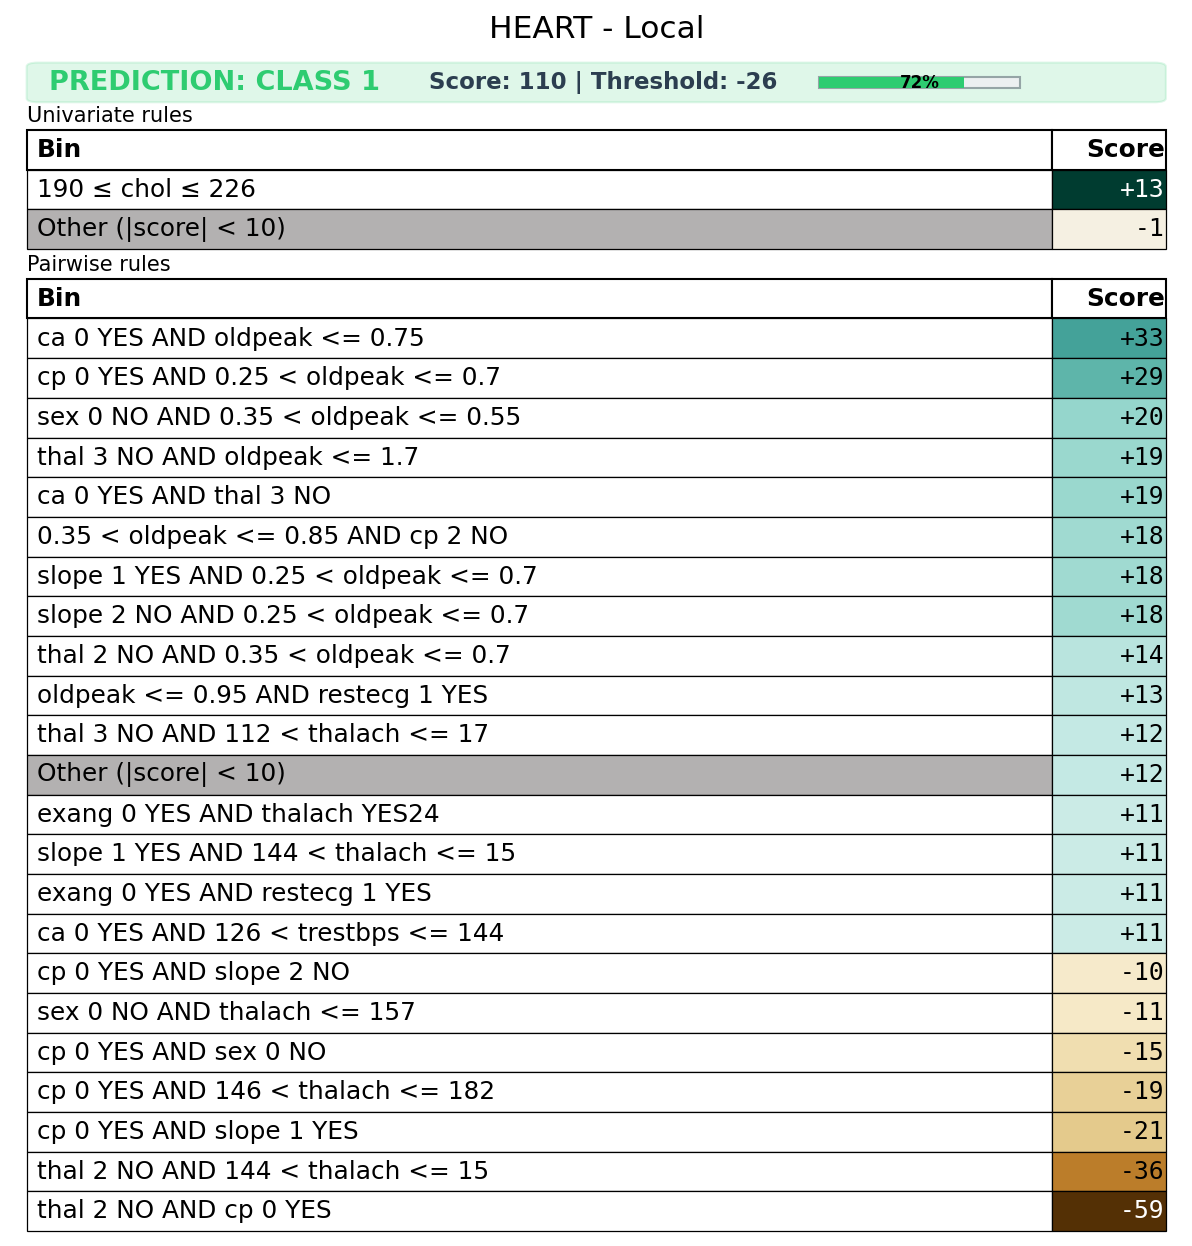 HEART - Local
PREDICTION: CLASS 1 Score: 110 | Threshold: -26 72%
Univariate rules
Bin Score
190 ≤ chol ≤ 226 +13
Other (|score| < 10) -1
Pairwise rules
Bin Score
ca 0 YES AND oldpeak <= 0.75 +33
cp 0 YES AND 0.25 < oldpeak <= 0.7 +29
sex 0 NO AND 0.35 < oldpeak <= 0.55 +20
thal 3 NO AND oldpeak <= 1.7 +19
ca 0 YES AND thal 3 NO +19
0.35 < oldpeak <= 0.85 AND cp 2 NO +18
slope 1 YES AND 0.25 < oldpeak <= 0.7 +18
slope 2 NO AND 0.25 < oldpeak <= 0.7 +18
thal 2 NO AND 0.35 < oldpeak <= 0.7 +14
oldpeak <= 0.95 AND restecg 1 YES +13
thal 3 NO AND 112 < thalach <= 17 +12
Other (|score| < 10) +12
exang 0 YES AND thalach YES24 +11
slope 1 YES AND 144 < thalach <= 15 +11
exang 0 YES AND restecg 1 YES +11
ca 0 YES AND 126 < trestbps <= 144 +11
cp 0 YES AND slope 2 NO -10
sex 0 NO AND thalach <= 157 -11
cp 0 YES AND sex 0 NO -15
cp 0 YES AND 146 < thalach <= 182 -19
cp 0 YES AND slope 1 YES -21
thal 2 NO AND 144 < thalach <= 15 -36
thal 2 NO AND cp 0 YES -59